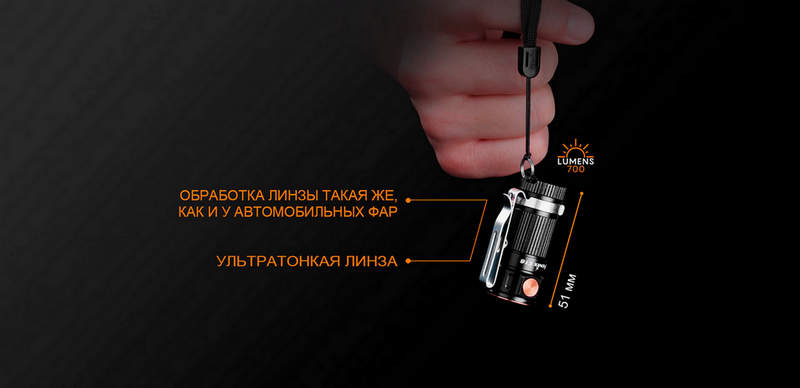 LUMENS
700
ОБРАБОТКА ЛИНЗЫ ТАКАЯ ЖЕ,
КАК И У АВТОМОБИЛЬНЫХ ФАР
УЛЬТРАТОНКАЯ ЛИНЗА
51 мм